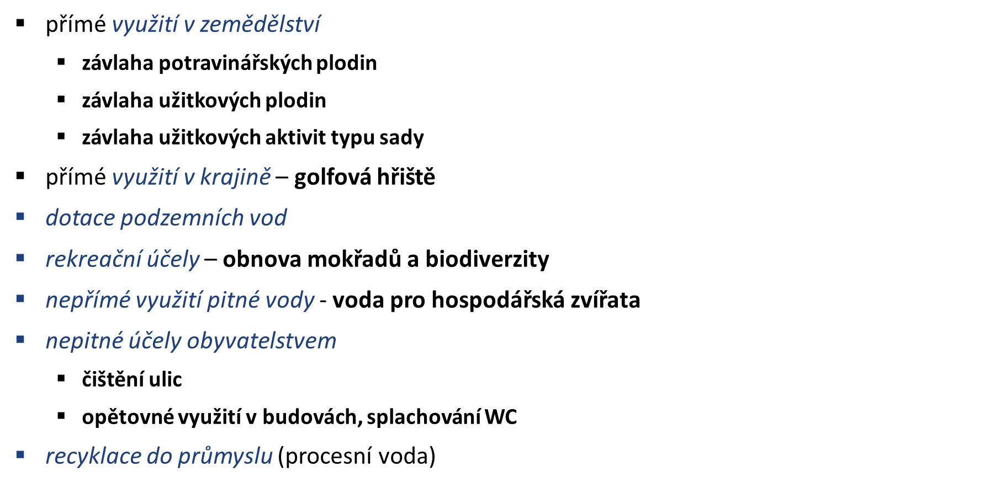 ▪ přímé využití v zemědělství
▪ závlaha potravinářských plodin
▪ závlaha užitkových plodin
▪ závlaha užitkových aktivit typu sady
▪ přímé využití v krajině – golfová hřiště
▪ dotace podzemních vod
▪ rekreační účely – obnova mokřadů a biodiverzity
▪ nepřímé využití pitné vody - voda pro hospodářská zvířata
▪ nepitné účely obyvatelstvem
▪ čištění ulic
▪ opětovné využití v budovách, splachování WC
▪ recyklace do průmyslu (procesní voda)